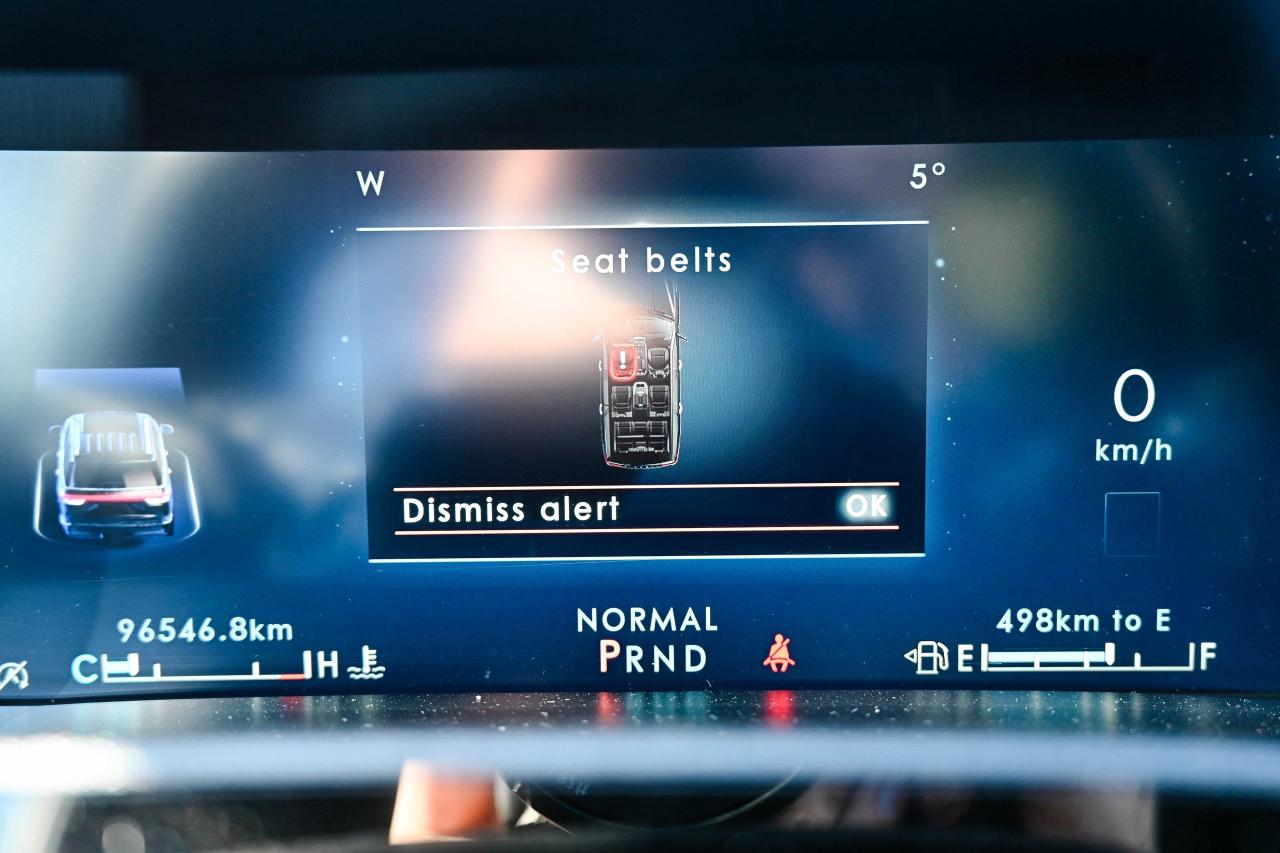 W 5°
Seat belts
!
Dismiss alert OK
0
km/h
96546.8km
NORMAL
498km to E
C H
PRND
E F